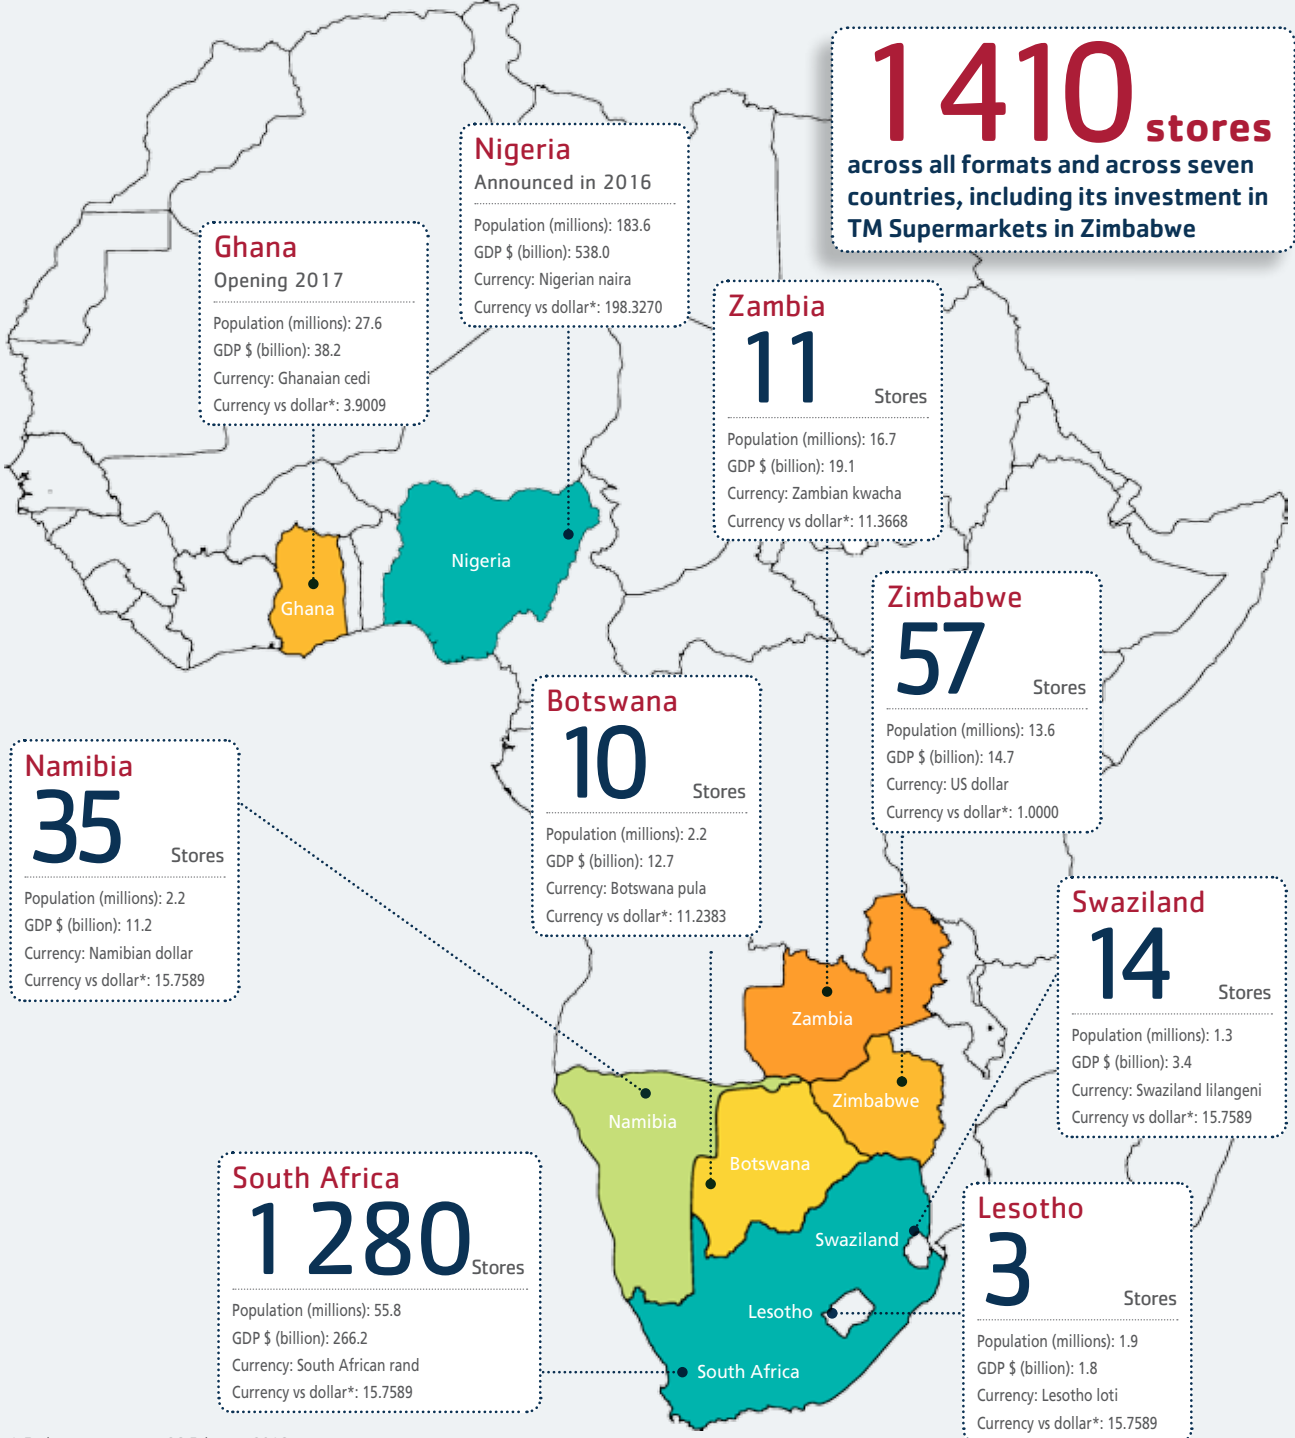 1410 stores
across all formats and across seven
countries, including its investment in
TM Supermarkets in Zimbabwe
Nigeria
Announced in 2016
Population (millions): 183.6
GDP $ (billion): 538.0
Currency: Nigerian naira
Currency vs dollar*: 198.3270
Ghana
Opening 2017
Population (millions): 27.6
GDP $ (billion): 38.2
Currency: Ghanaian cedi
Currency vs dollar*: 3.9009
Zambia
11 Stores
Population (millions): 16.7
GDP $ (billion): 19.1
Currency: Zambian kwacha
Currency vs dollar*: 11.3668
Nigeria
Ghana
Zimbabwe
57 Stores
Population (millions): 13.6
GDP $ (billion): 14.7
Currency: US dollar
Currency vs dollar*: 1.0000
Botswana
10 Stores
Population (millions): 2.2
GDP $ (billion): 12.7
Currency: Botswana pula
Currency vs dollar*: 11.2383
Namibia
35 Stores
Population (millions): 2.2
GDP $ (billion): 11.2
Currency: Namibian dollar
Currency vs dollar*: 15.7589
Swaziland
14 Stores
Population (millions): 1.3
GDP $ (billion): 3.4
Currency: Swaziland lilangeni
Currency vs dollar*: 15.7589
Zambia
Zimbabwe
Namibia
Botswana
Swaziland
Lesotho
South Africa
South Africa
1 280 Stores
Population (millions): 55.8
GDP $ (billion): 266.2
Currency: South African rand
Currency vs dollar*: 15.7589
Lesotho
3 Stores
Population (millions): 1.9
GDP $ (billion): 1.8
Currency: Lesotho loti
Currency vs dollar*: 15.7589